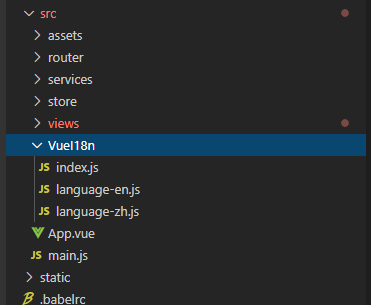 src
assets
router
services
store
views
VueI18n
JS index.js
JS language-en.js
JS language-zh.js
App.vue
JS main.js
static
.babelrc